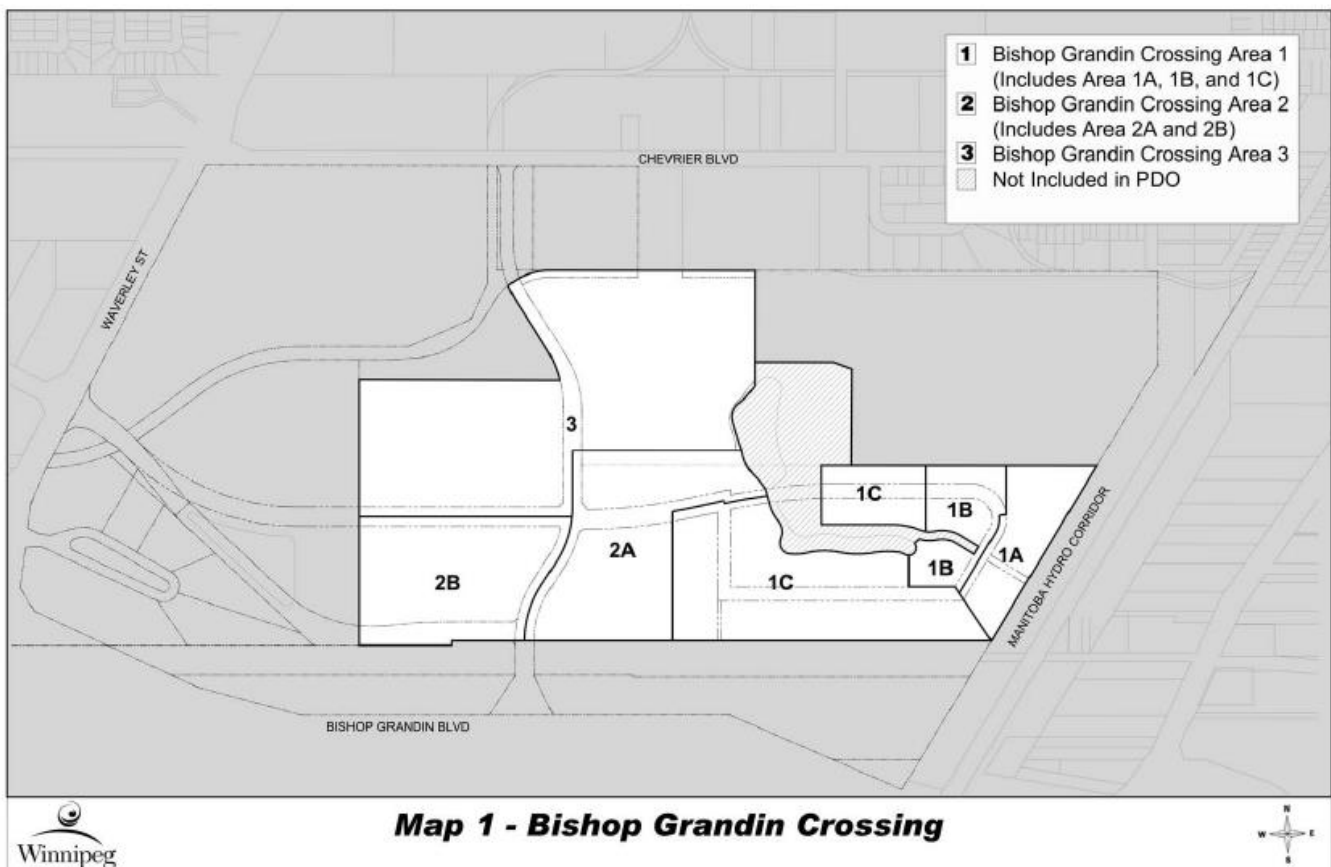 1 Bishop Grandin Crossing Area 1
(Includes Area 1A, 1B, and 1C)
2 Bishop Grandin Crossing Area 2
(Includes Area 2A and 2B)
3 Bishop Grandin Crossing Area 3
Not Included in PDO
CHEVRIER BLVD
WAVERLEY ST
3
1C
1B
1A
2A
2B
1C
1B
MANITOBA HYDRO CORRIDOR
BISHOP GRANDIN BLVD
Winnipeg
Map 1 - Bishop Grandin Crossing
N
W E
S